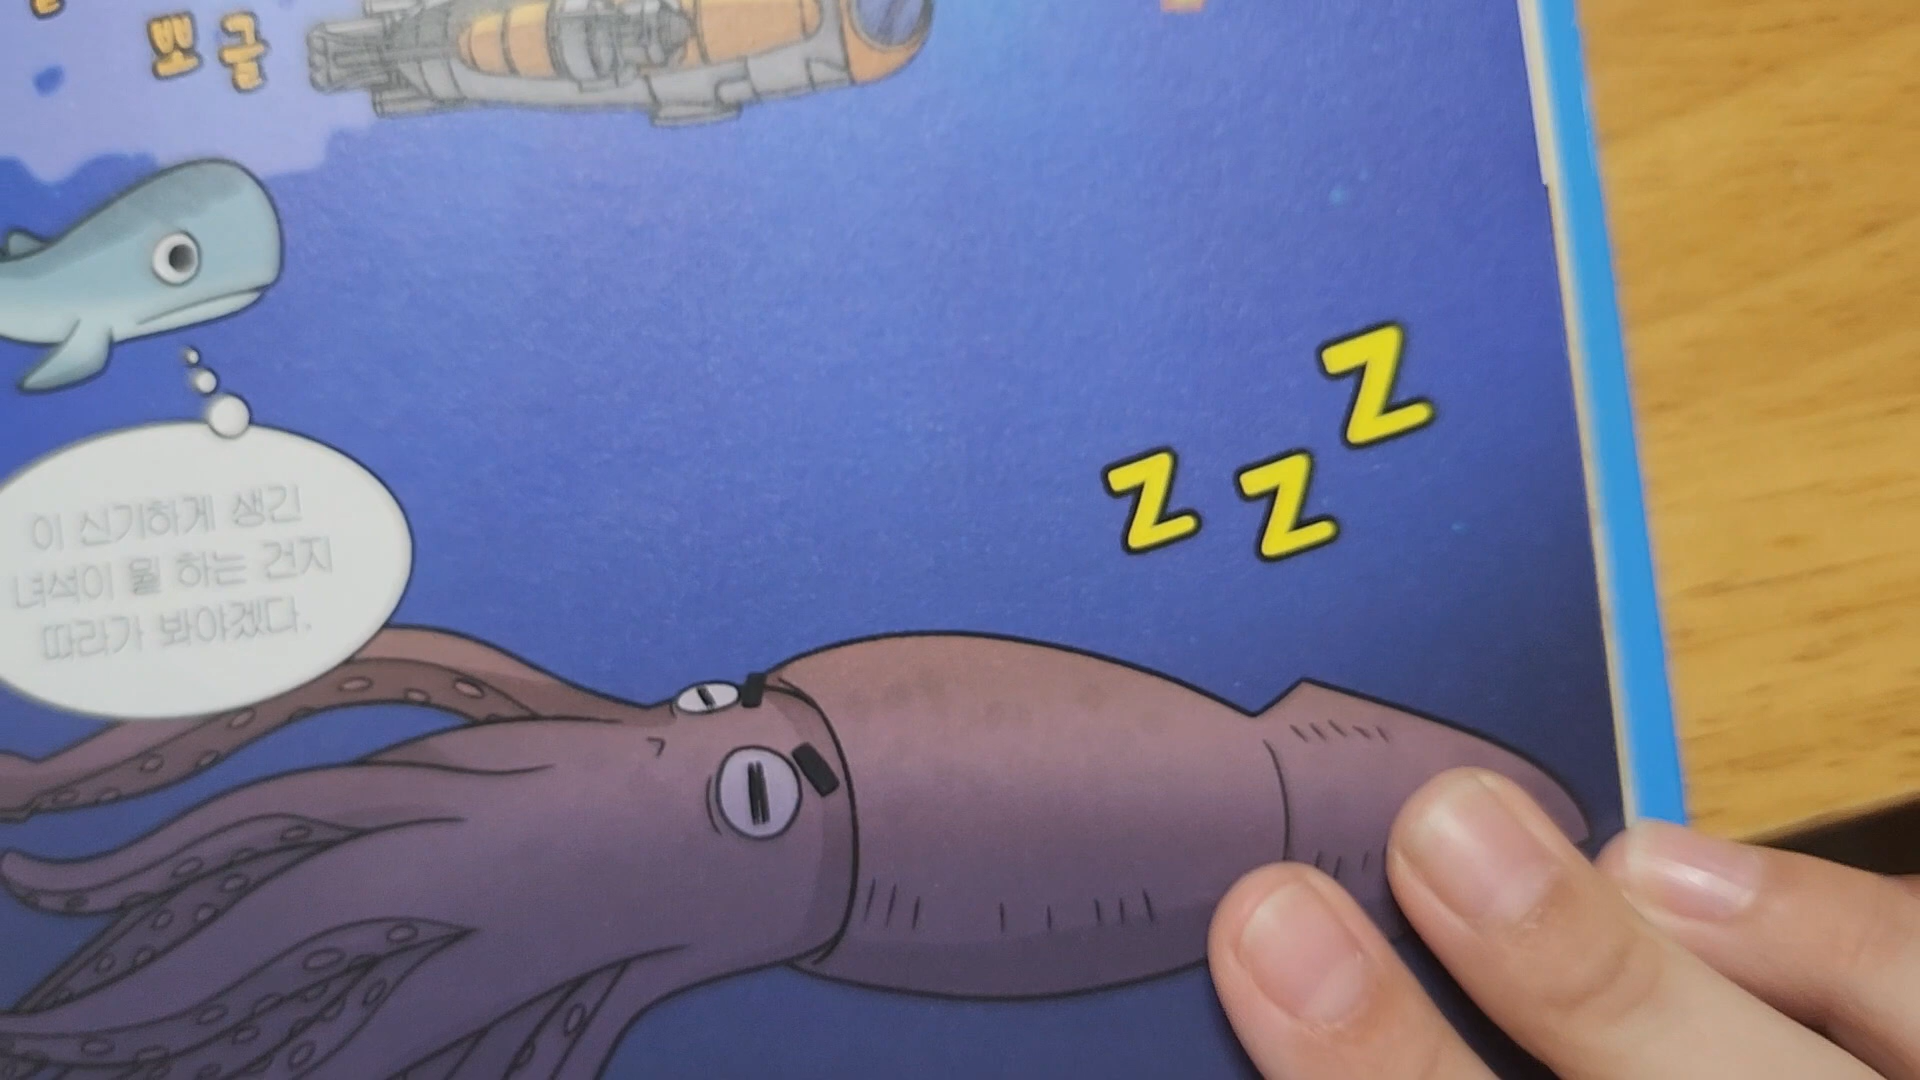 뽀글
z z z
이 신기하게 생긴
녀석이 뭘 하는 건지
따라가 봐야겠다.